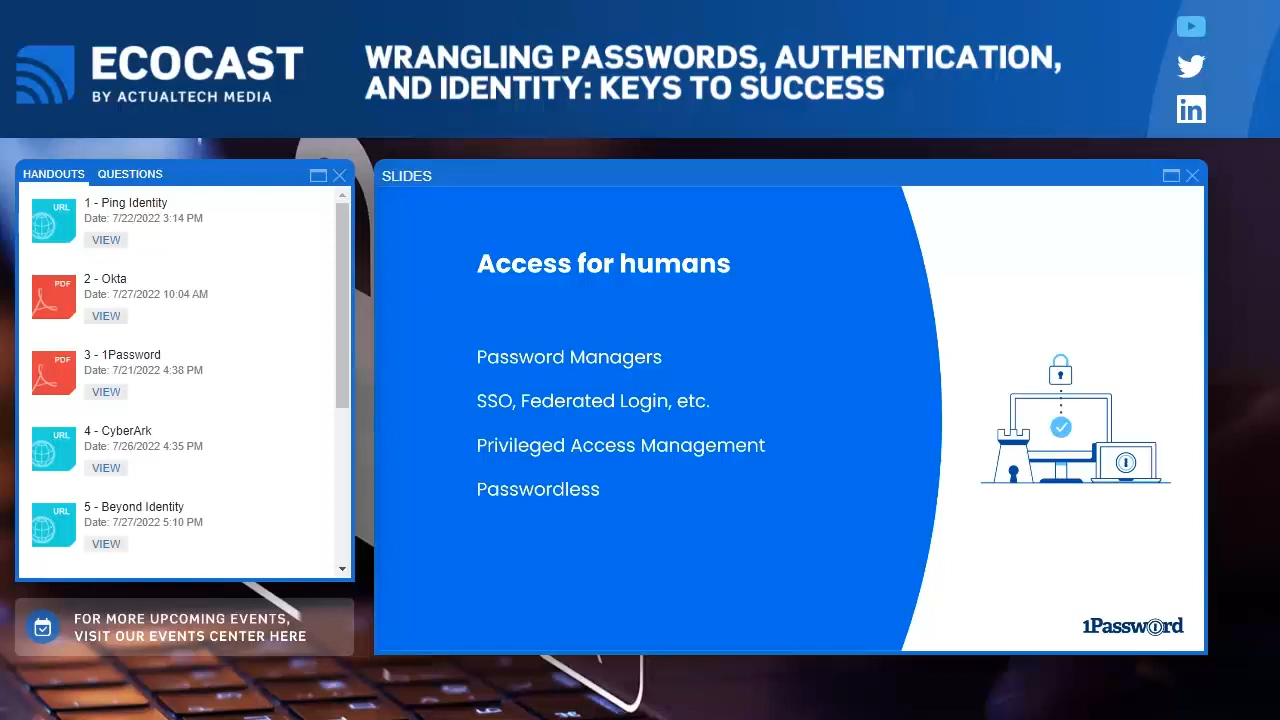 ECOCAST
BY ACTUALTECH MEDIA
WRANGLING PASSWORDS, AUTHENTICATION,
AND IDENTITY: KEYS TO SUCCESS
in
HANDOUTS QUESTIONS
URL
1 - Ping Identity
Date: 7/22/2022 3:14 PM
VIEW
PDF
2 - Okta
Date: 7/27/2022 10:04 AM
VIEW
PDF
3 - 1Password
Date: 7/21/2022 4:38 PM
VIEW
URL
4 - CyberArk
Date: 7/26/2022 4:35 PM
VIEW
URL
5 - Beyond Identity
Date: 7/27/2022 5:10 PM
VIEW
FOR MORE UPCOMING EVENTS,
VISIT OUR EVENTS CENTER HERE
SLIDES
Access for humans
Password Managers
SSO, Federated Login, etc.
Privileged Access Management
Passwordless
1Password